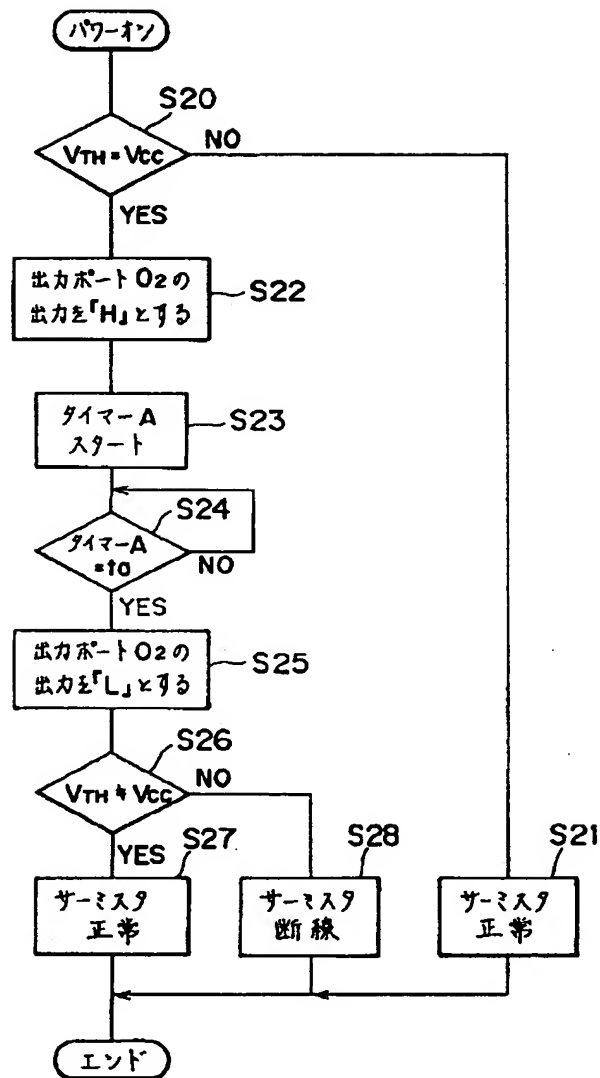 パワーオン
S20
VTH = VCC
NO
YES
出力ポートO2の
出力を「H」とする
S22
タイマーA
スタート
S23
S24
タイマーA
=to
NO
YES
出力ポートO2の
出力を「L」とする
S25
S26
VTH ≠ VCC
NO
YES
S27
S28
S21
サーミスタ
正常
サーミスタ
断線
サーミスタ
正常
エンド